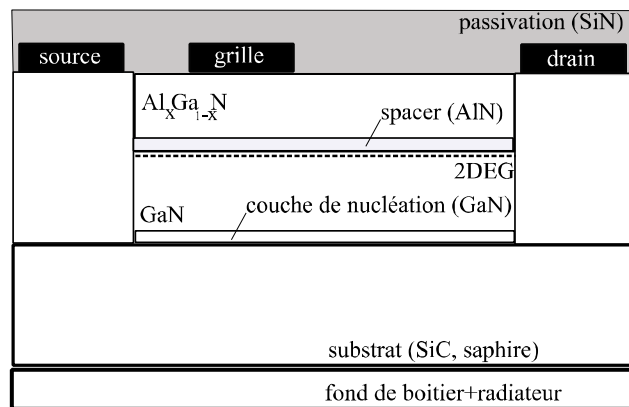 passivation (SiN)
source
grille
drain
AlxGa1-xN
spacer (AlN)
2DEG
couche de nucléation (GaN)
GaN
substrat (SiC, saphire)
fond de boitier+radiateur